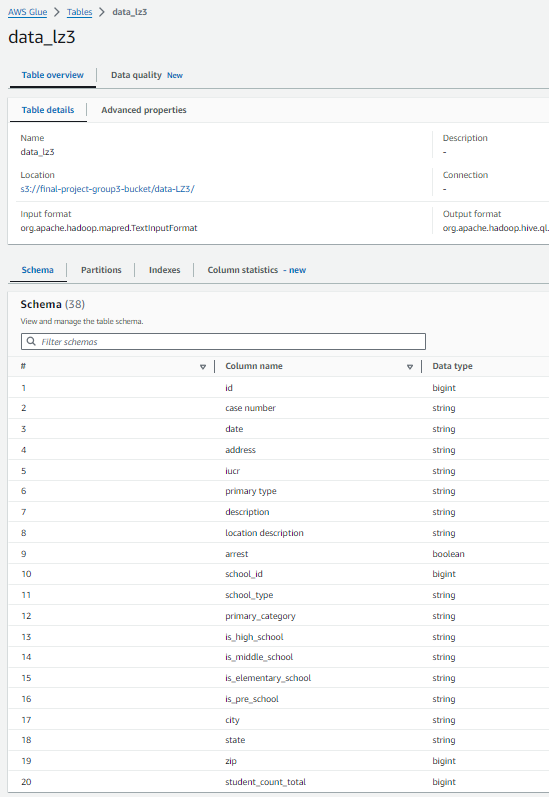 AWS Glue > Tables > data_lz3
data_lz3
Table overview Data quality New
Table details Advanced properties
Name Description
data_lz3 -
Location Connection
s3://final-project-group3-bucket/data-LZ3/ -
Input format Output format
org.apache.hadoop.mapred.TextInputFormat org.apache.hadoop.hive.ql.
Schema Partitions Indexes Column statistics - new
Schema (38)
View and manage the table schema.
Filter schemas
# Column name Data type
1 id bigint
2 case number string
3 date string
4 address string
5 iucr string
6 primary type string
7 description string
8 location description string
9 arrest boolean
10 school_id bigint
11 school_type string
12 primary_category string
13 is_high_school string
14 is_middle_school string
15 is_elementary_school string
16 is_pre_school string
17 city string
18 state string
19 zip bigint
20 student_count_total bigint